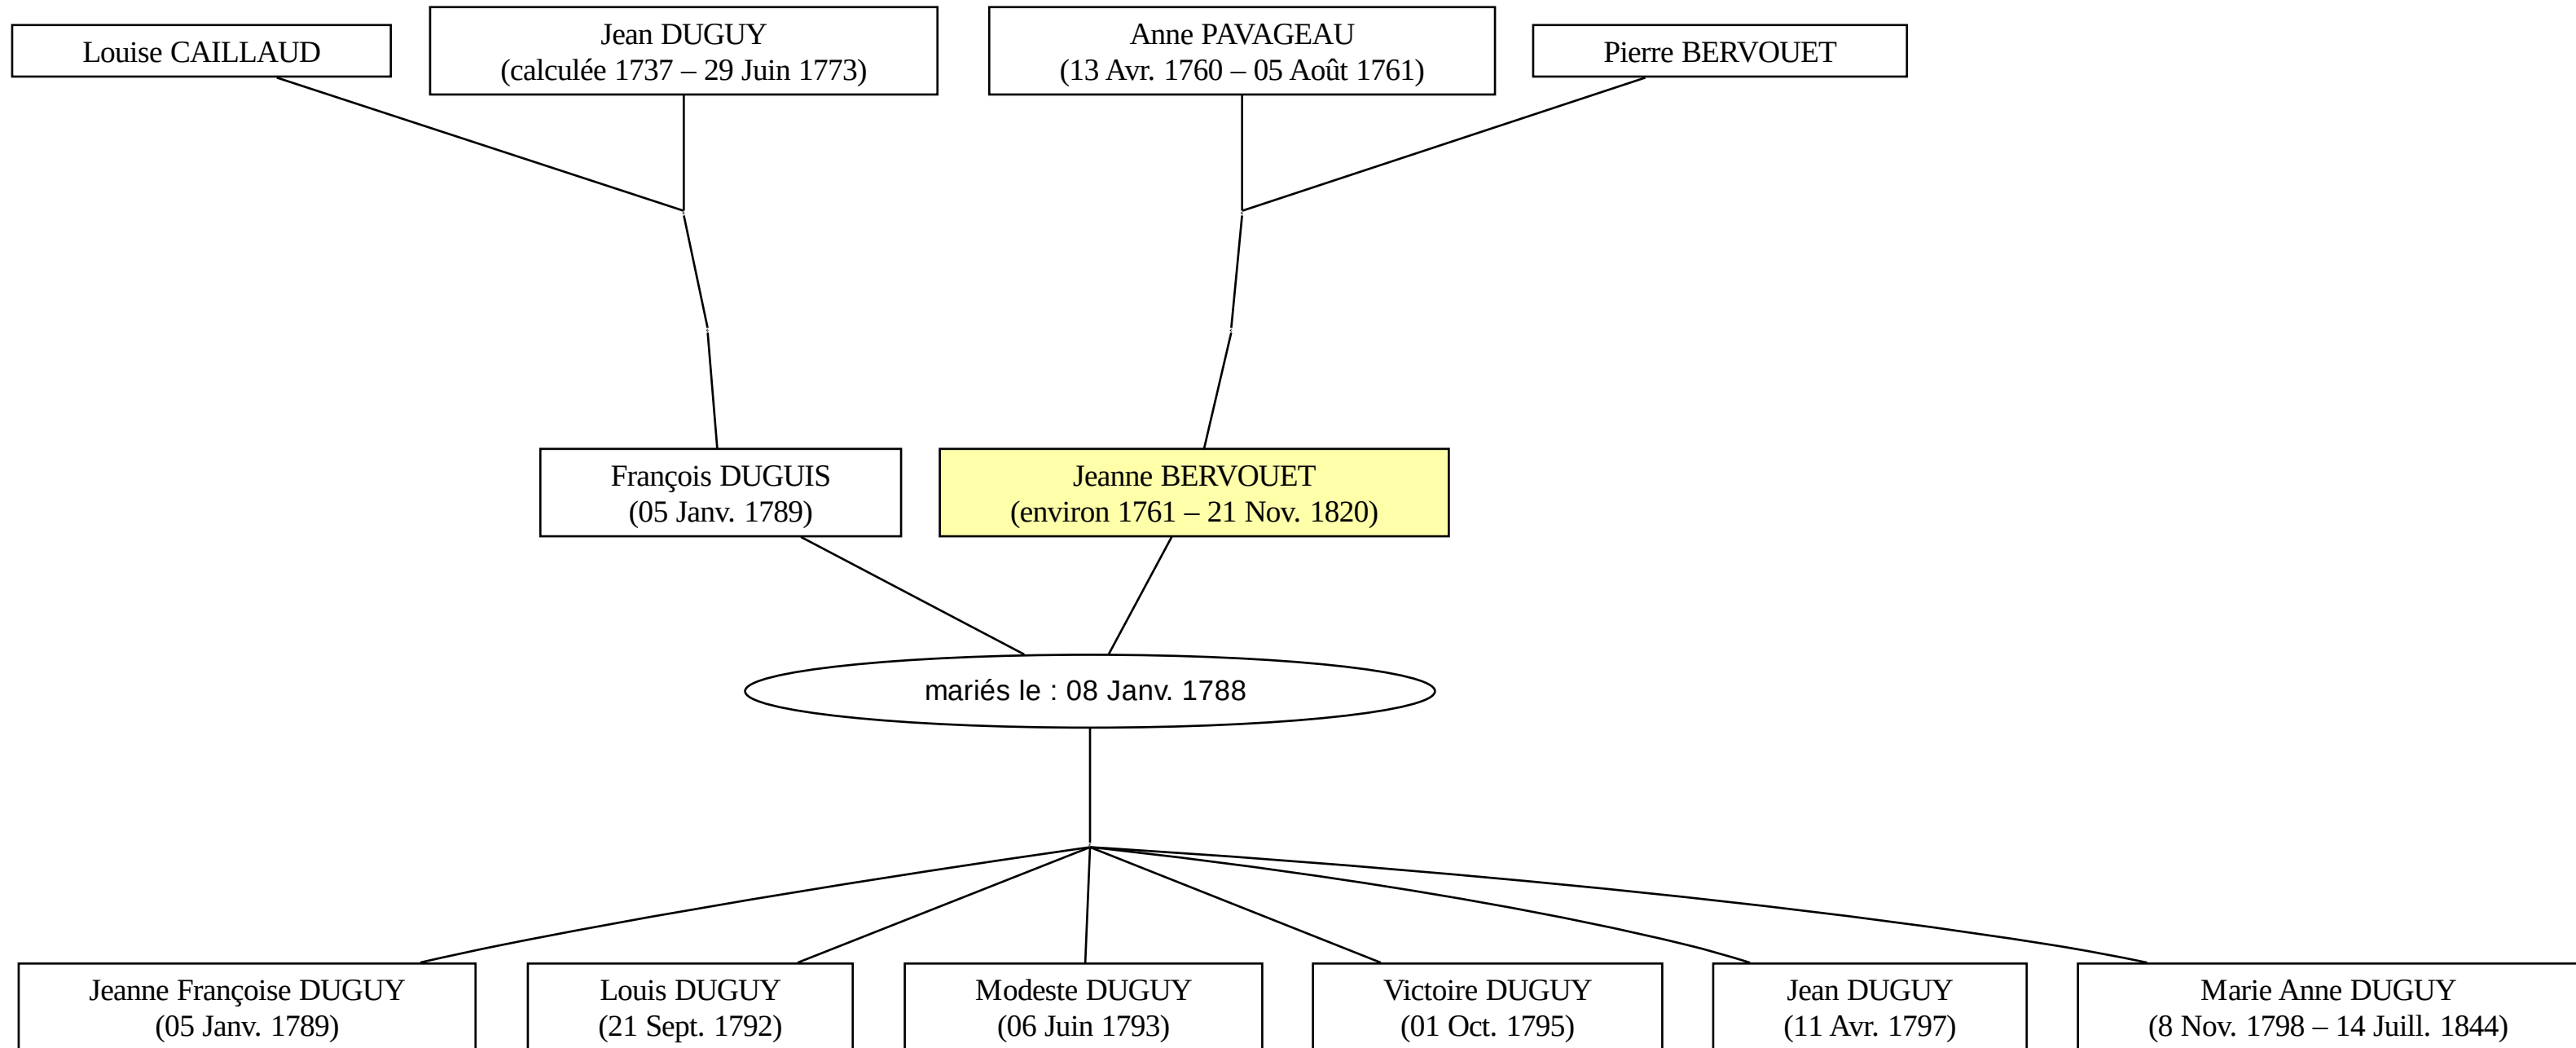 Louise CAILLAUD
Jean DUGUY
(calculée 1737 – 29 Juin 1773)
Anne PAVAGEAU
(13 Avr. 1760 – 05 Août 1761)
Pierre BERVOUET
François DUGUIS
(05 Janv. 1789)
Jeanne BERVOUET
(environ 1761 – 21 Nov. 1820)
mariés le : 08 Janv. 1788
Jeanne Françoise DUGUY
(05 Janv. 1789)
Louis DUGUY
(21 Sept. 1792)
Modeste DUGUY
(06 Juin 1793)
Victoire DUGUY
(01 Oct. 1795)
Jean DUGUY
(11 Avr. 1797)
Marie Anne DUGUY
(8 Nov. 1798 – 14 Juill. 1844)